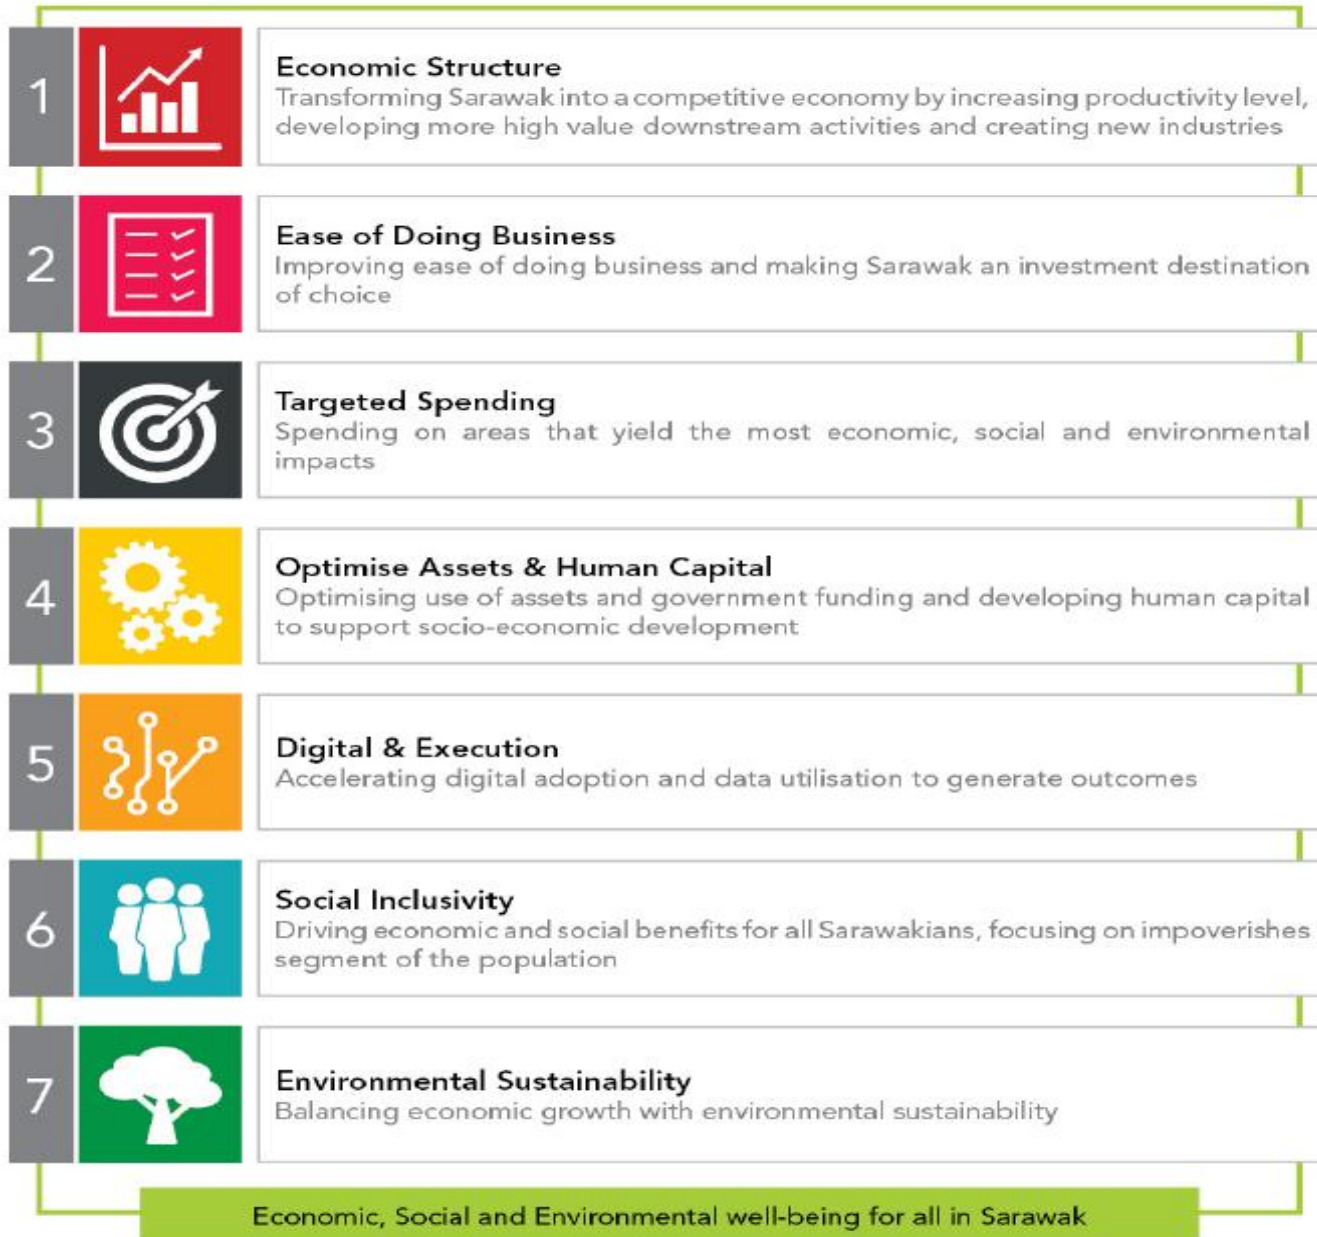 1
Economic Structure
Transforming Sarawak into a competitive economy by increasing productivity level,
developing more high value downstream activities and creating new industries
2
Ease of Doing Business
Improving ease of doing business and making Sarawak an investment destination
of choice
3
Targeted Spending
Spending on areas that yield the most economic, social and environmental
impacts
4
Optimise Assets & Human Capital
Optimising use of assets and government funding and developing human capital
to support socio-economic development
5
Digital & Execution
Accelerating digital adoption and data utilisation to generate outcomes
6
Social Inclusivity
Driving economic and social benefits for all Sarawakians, focusing on impoverishes
segment of the population
7
Environmental Sustainability
Balancing economic growth with environmental sustainability
Economic, Social and Environmental well-being for all in Sarawak